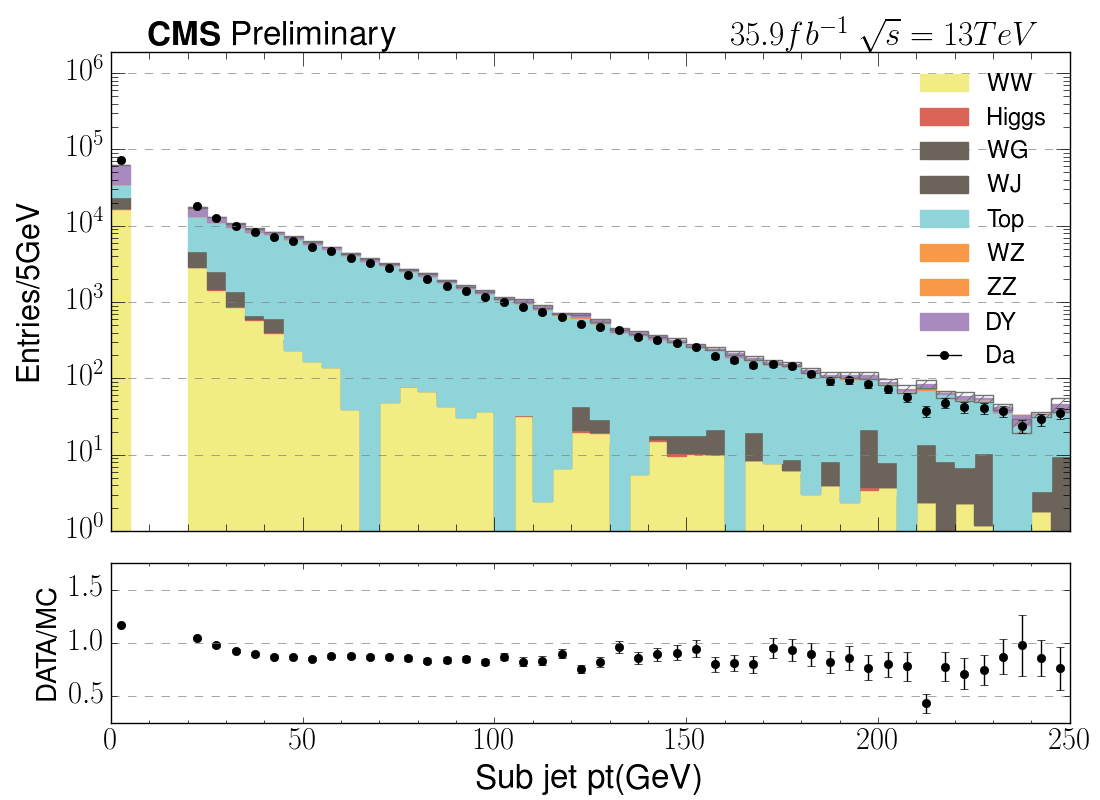 CMS Preliminary 35.9fb⁻¹ √s = 13TeV
Entries/5GeV
10⁶
10⁵
10⁴
10³
10²
10¹
10⁰
WW
Higgs
WG
WJ
Top
WZ
ZZ
DY
Da
DATA/MC
1.5
1.0
0.5
0 50 100 150 200 250
Sub jet pt(GeV)